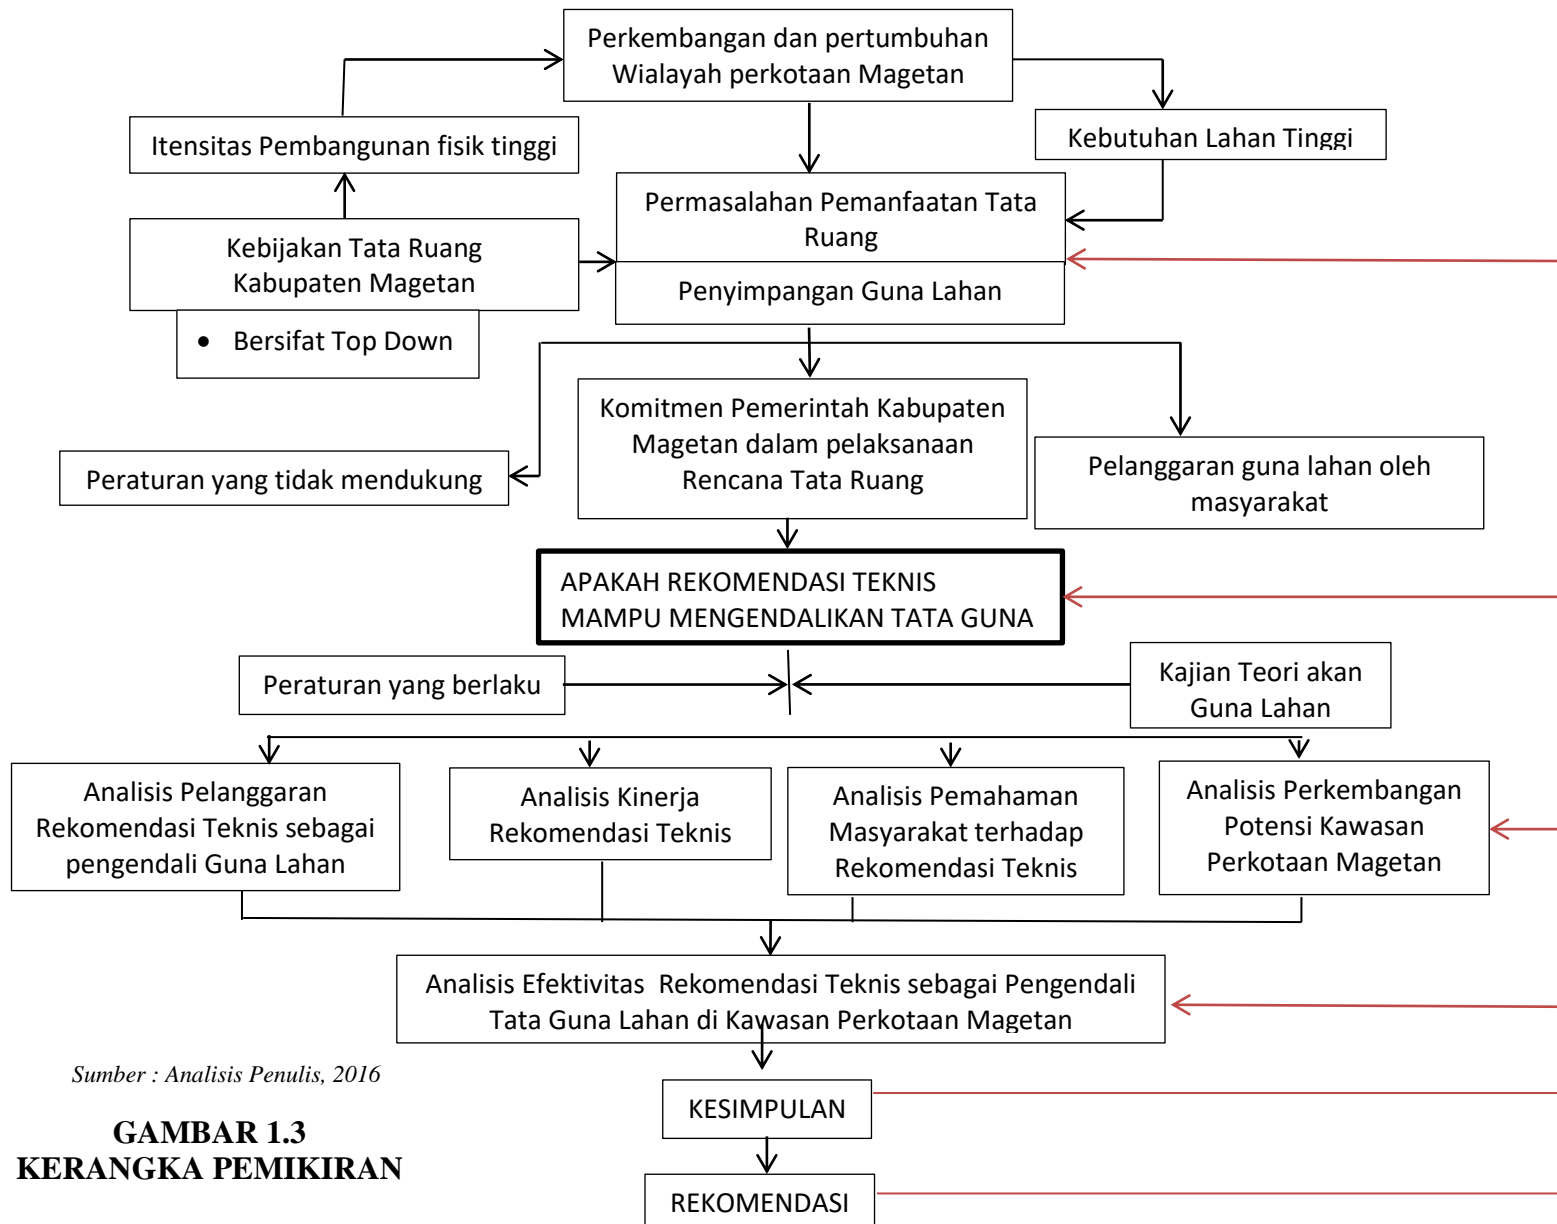 Perkembangan dan pertumbuhan
Wialayah perkotaan Magetan
Itensitas Pembangunan fisik tinggi
Kebutuhan Lahan Tinggi
Permasalahan Pemanfaatan Tata
Ruang
Kebijakan Tata Ruang
Kabupaten Magetan
Penyimpangan Guna Lahan
• Bersifat Top Down
Komitmen Pemerintah Kabupaten
Magetan dalam pelaksanaan
Rencana Tata Ruang
Peraturan yang tidak mendukung
Pelanggaran guna lahan oleh
masyarakat
APAKAH REKOMENDASI TEKNIS
MAMPU MENGENDALIKAN TATA GUNA
Peraturan yang berlaku
Kajian Teori akan
Guna Lahan
Analisis Pelanggaran
Rekomendasi Teknis sebagai
pengendali Guna Lahan
Analisis Kinerja
Rekomendasi Teknis
Analisis Pemahaman
Masyarakat terhadap
Rekomendasi Teknis
Analisis Perkembangan
Potensi Kawasan
Perkotaan Magetan
Analisis Efektivitas Rekomendasi Teknis sebagai Pengendali
Tata Guna Lahan di Kawasan Perkotaan Magetan
Sumber : Analisis Penulis, 2016
KESIMPULAN
GAMBAR 1.3
KERANGKA PEMIKIRAN
REKOMENDASI